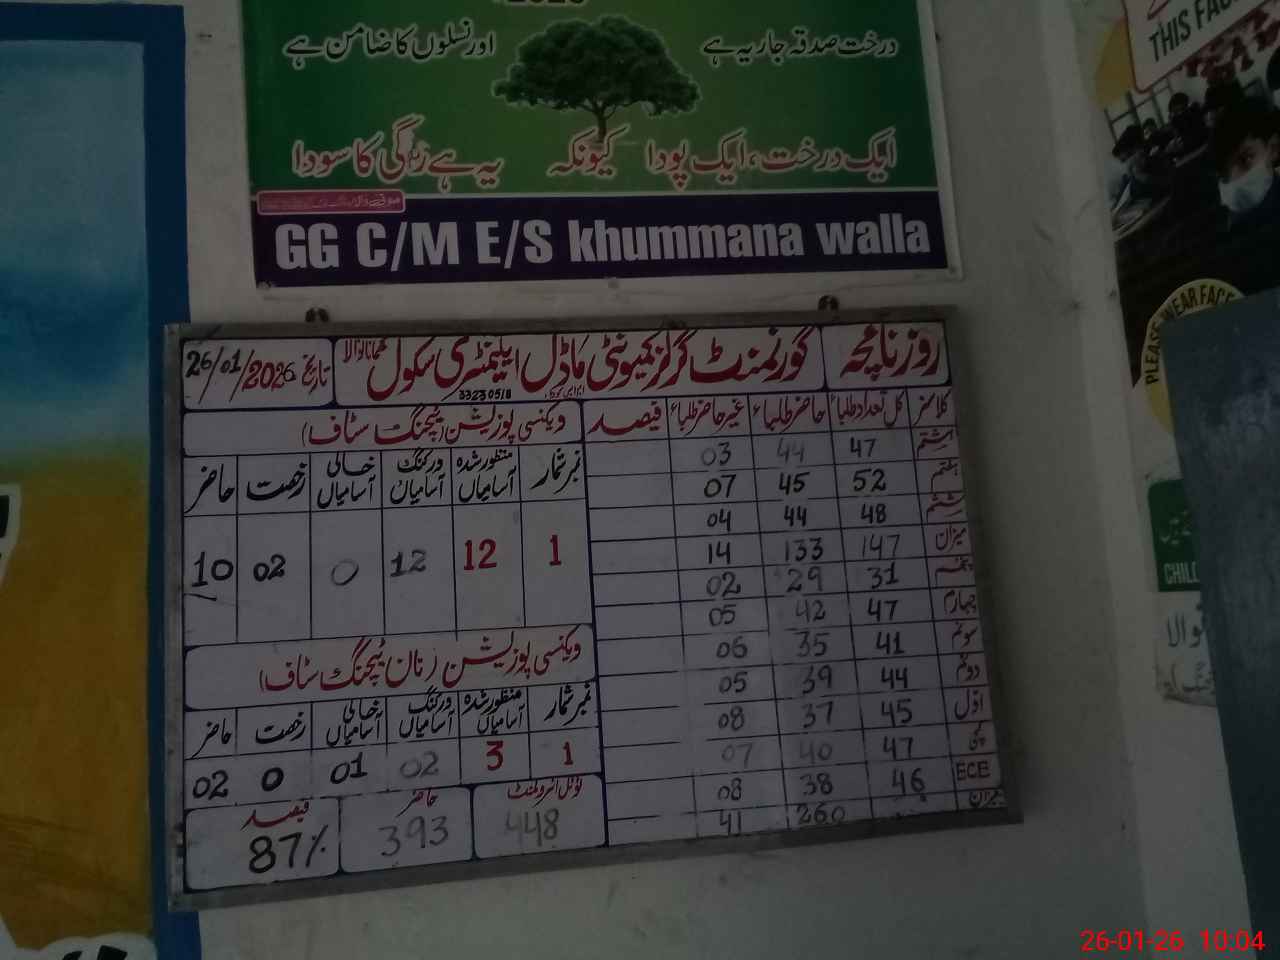 درخت صدقہ جاریہ ہے اور نسلوں کا ضامن ہے
ایک درخت، ایک پودا کیونکہ یہ ہے زندگی کا سودا
GG C/M E/S khummana walla
روزنامچہ گورنمنٹ گرلز کمیونٹی ماڈل ایلیمنٹری سکول تاریخ 26/01/2026
33230518
کلاسز کل تعداد طلباء حاضر طلباء غیر حاضر طلباء فیصد
ہشتم 47 44 03
ہفتم 52 45 07
ششم 48 44 04
میزان 147 133 14
پنجم 31 29 02
چہارم 47 42 05
سوئم 41 35 06
دوئم 44 39 05
اوّل 45 37 08
پکی 47 40 07
ECE 46 38 08
میزان 260 41
ویکنسی پوزیشن (ٹیچنگ سٹاف)
نمبر شمار منظور شدہ آسامیاں ورکنگ آسامیاں خالی آسامیاں رخصت حاضر
1 12 12 0 02 10
ویکنسی پوزیشن (نان ٹیچنگ سٹاف)
نمبر شمار منظور شدہ آسامیاں ورکنگ آسامیاں خالی آسامیاں رخصت حاضر
1 3 02 01 0 02
ٹوٹل انرولمنٹ حاضر فیصد
448 393 87%
THIS FAC
PLEASE WEAR FACE
CHIL
26-01-26 10:04